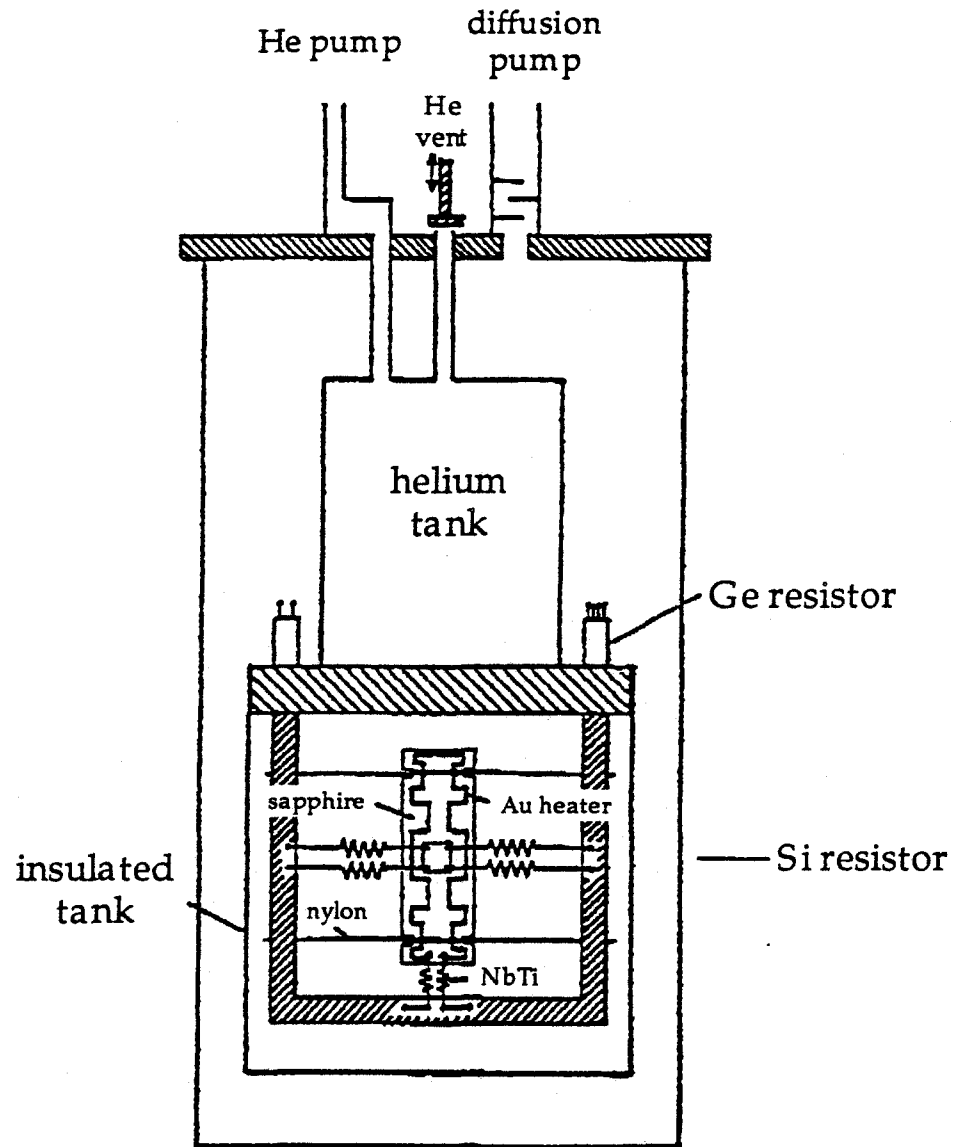 He pump
diffusion
pump
He
vent
helium
tank
Ge resistor
sapphire
Au heater
insulated
tank
Si resistor
nylon
NbTi